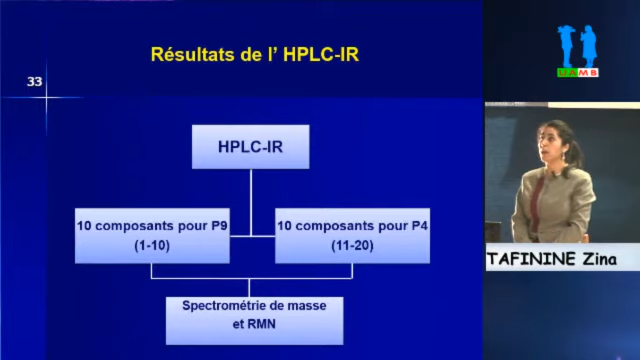 Résultats de l’ HPLC-IR
33
HPLC-IR
10 composants pour P9
(1-10)
10 composants pour P4
(11-20)
Spectrométrie de masse
et RMN
UAMB
TAFININE Zina